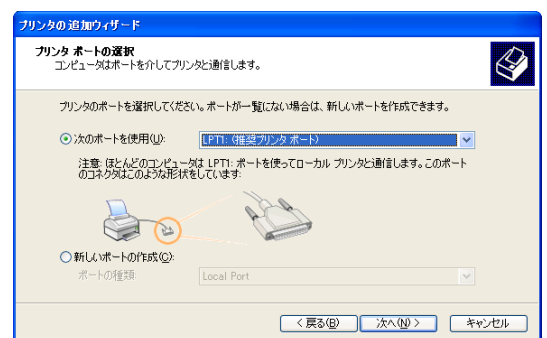 プリンタの追加ウィザード
プリンタ ポートの選択
コンピュータはポートを介してプリンタと通信します。
プリンタのポートを選択してください。ポートが一覧にない場合は、新しいポートを作成できます。
次のポートを使用(U):
LPT1: (推奨プリンタ ポート)
注意: ほとんどのコンピュータは LPT1: ポートを使ってローカル プリンタと通信します。このポート
のコネクタはこのような形状をしています:
新しいポートの作成(C):
ポートの種類:
Local Port
< 戻る(B)
次へ(N) >
キャンセル